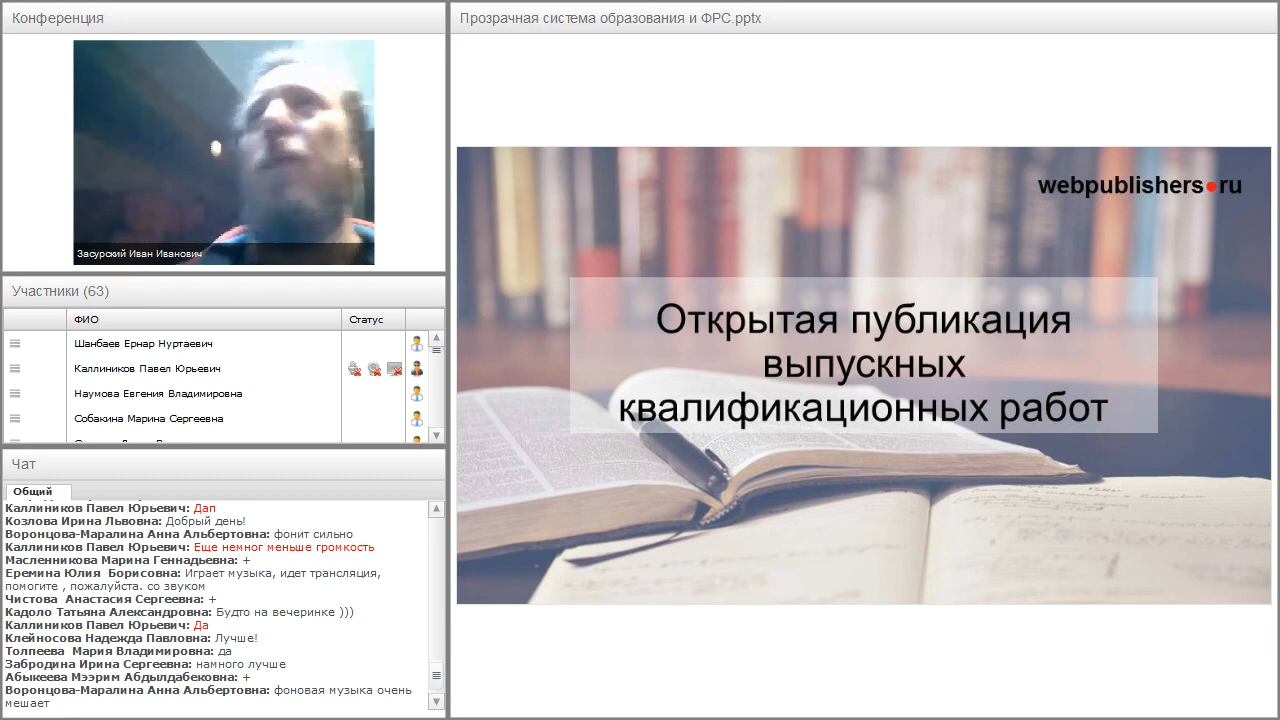 Конференция
Засурский Иван Иванович
Участники (63)
ФИО
Статус
Шанбаев Ернар Нуртаевич
Каллиников Павел Юрьевич
Наумова Евгения Владимировна
Собакина Марина Сергеевна
Чат
Общий
Каллиников Павел Юрьевич: Дап
Козлова Ирина Львовна: Добрый день!
Воронцова-Маралина Анна Альбертовна: фонит сильно
Каллиников Павел Юрьевич: Еще немног меньше громкость
Масленникова Марина Геннадьевна: +
Еремина Юлия Борисовна: Играет музыка, идет трансляция,
помогите , пожалуйста. со звуком
Чистова Анастасия Сергеевна: +
Кадоло Татьяна Александровна: Будто на вечеринке )))
Каллиников Павел Юрьевич: Да
Клейносова Надежда Павловна: Лучше!
Толпеева Мария Владимировна: да
Забродина Ирина Сергеевна: намного лучше
Абыкеева Мээрим Абдылдабековна: +
Воронцова-Маралина Анна Альбертовна: фоновая музыка очень
мешает
Прозрачная система образования и ФРС.pptx
webpublishers●ru
Открытая публикация
выпускных
квалификационных работ